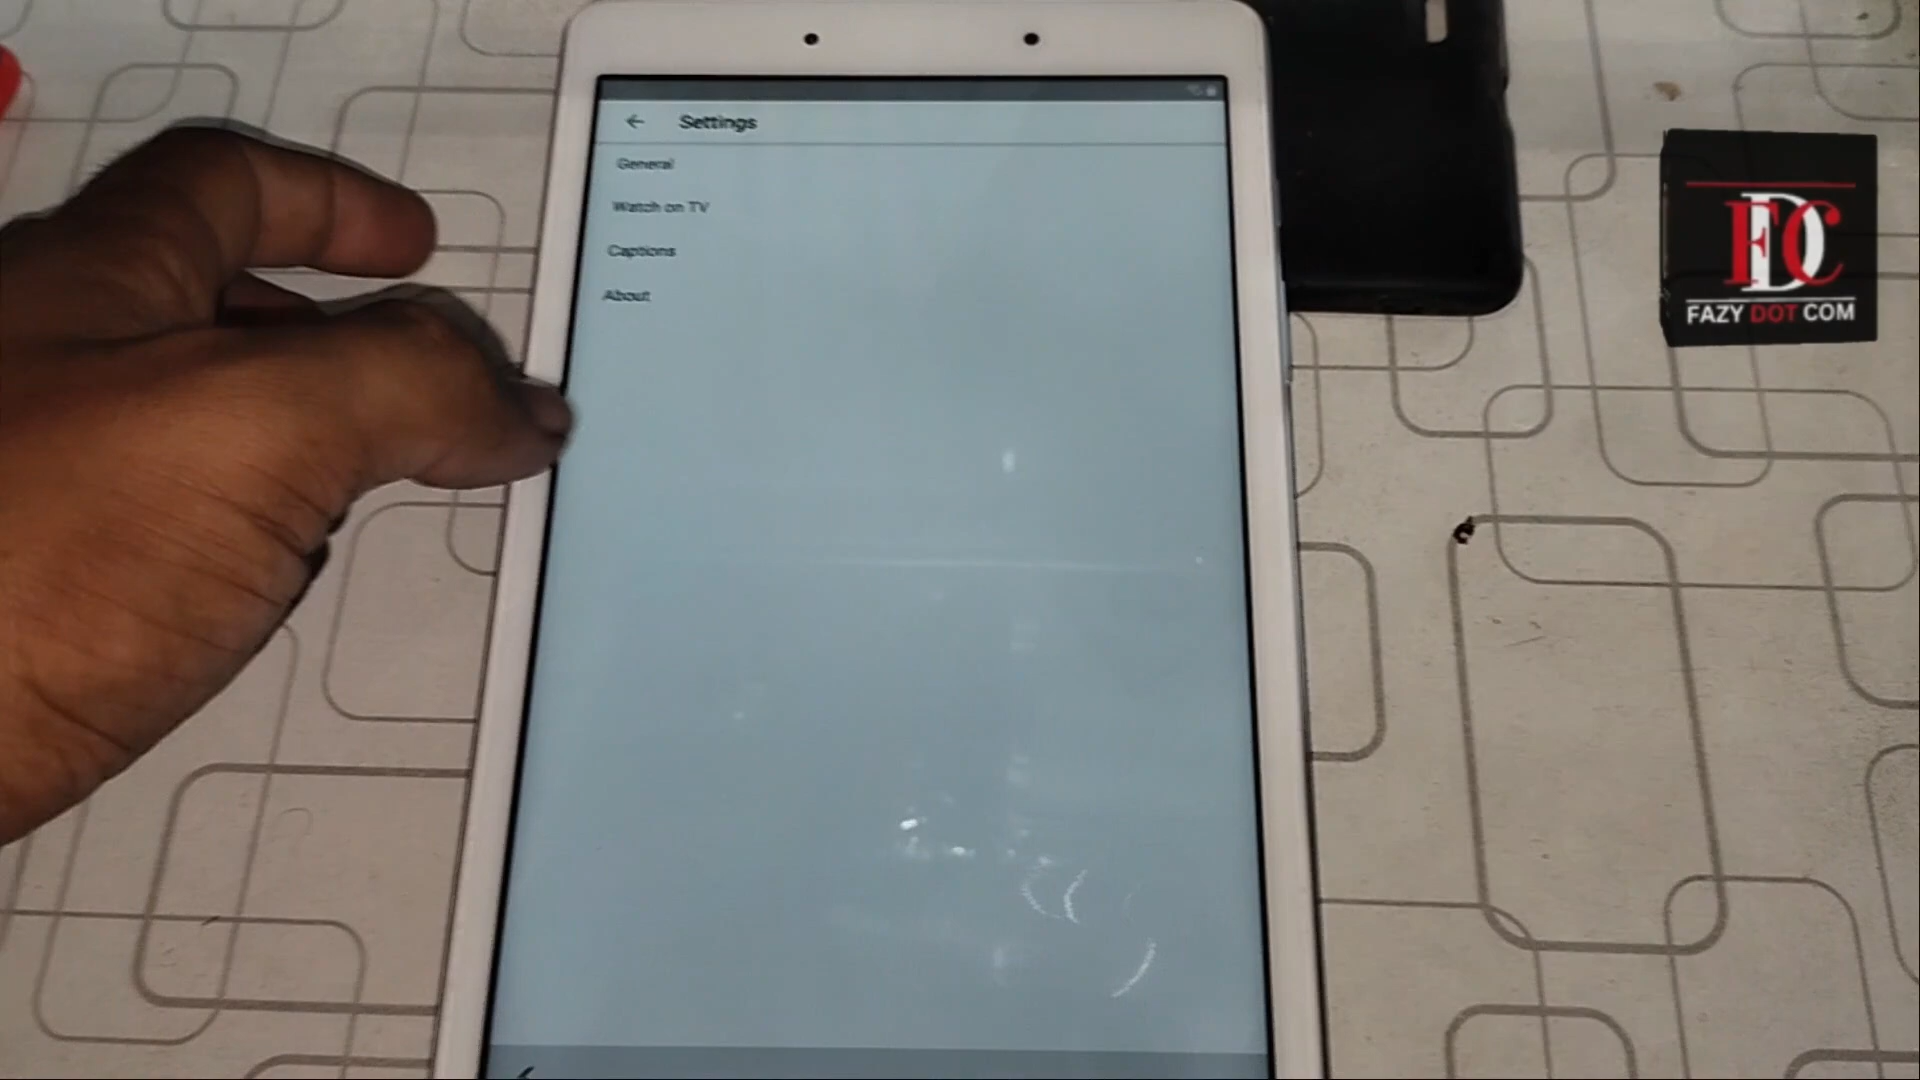 Settings
General
Watch on TV
Captions
About
FDC
FAZY DOT COM